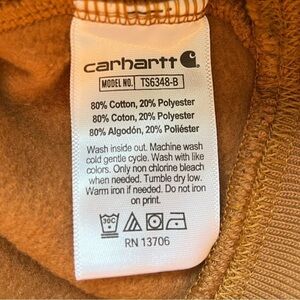 carhartt
MODEL NO. TS6348-B
80% Cotton, 20% Polyester
80% Coton, 20% Polyester
80% Algodón, 20% Poliéster
Wash inside out. Machine wash
cold gentle cycle. Wash with like
colors. Only non chlorine bleach
when needed. Tumble dry low.
Warm iron if needed. Do not iron
on print.
30C
RN 13706